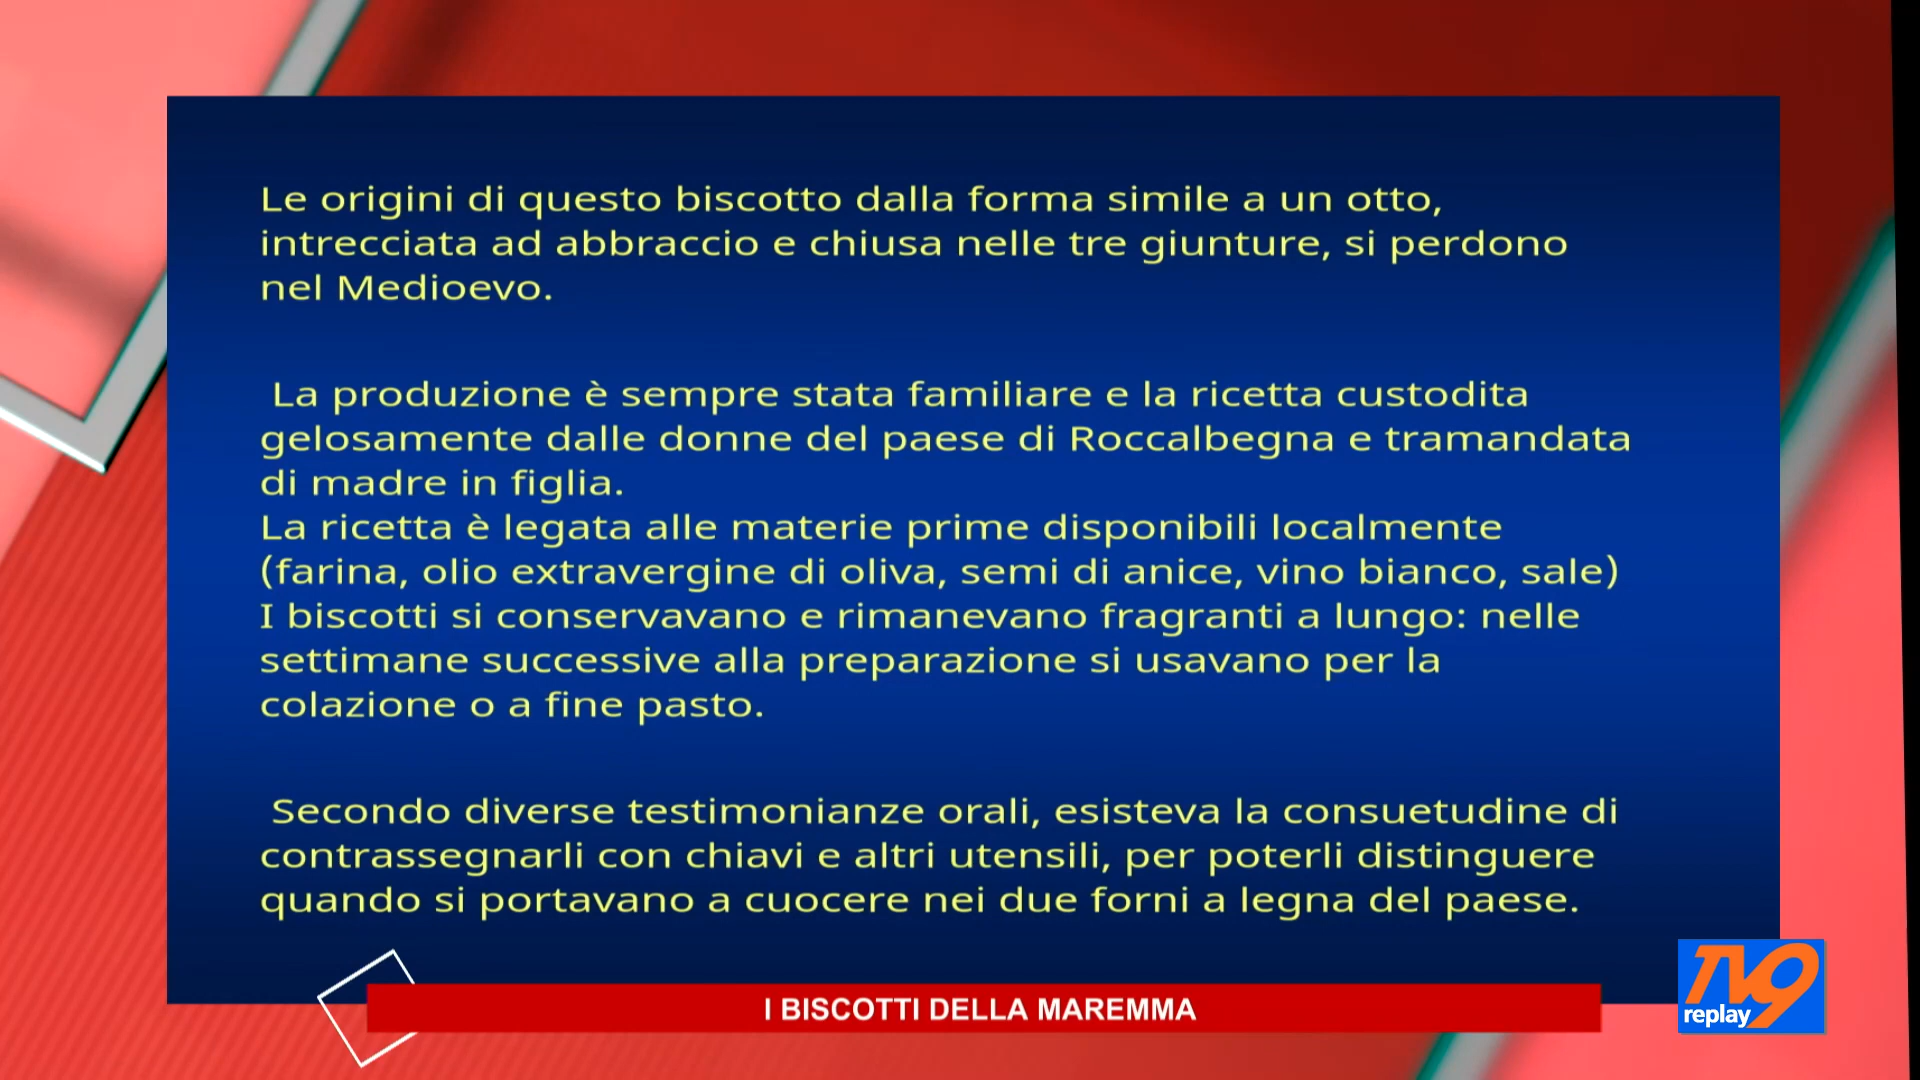 Le origini di questo biscotto dalla forma simile a un otto,
intrecciata ad abbraccio e chiusa nelle tre giunture, si perdono
nel Medioevo.
La produzione è sempre stata familiare e la ricetta custodita
gelosamente dalle donne del paese di Roccalbegna e tramandata
di madre in figlia.
La ricetta è legata alle materie prime disponibili localmente
(farina, olio extravergine di oliva, semi di anice, vino bianco, sale)
I biscotti si conservavano e rimanevano fragranti a lungo: nelle
settimane successive alla preparazione si usavano per la
colazione o a fine pasto.
Secondo diverse testimonianze orali, esisteva la consuetudine di
contrassegnarli con chiavi e altri utensili, per poterli distinguere
quando si portavano a cuocere nei due forni a legna del paese.
I BISCOTTI DELLA MAREMMA
TV9
replay